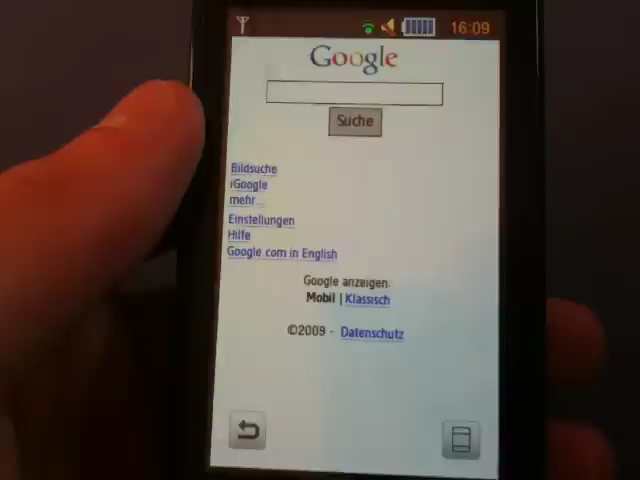 16:09
Google
Suche
Bildsuche
iGoogle
mehr...
Einstellungen
Hilfe
Google.com in English
Google anzeigen:
Mobil | Klassisch
©2009 - Datenschutz